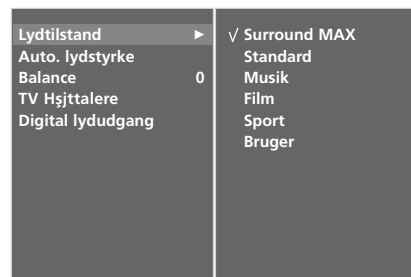 Lydtilstand ►
Auto. lydstyrke
Balance 0
TV Hşjttalere
Digital lydudgang
√ Surround MAX
Standard
Musik
Film
Sport
Bruger